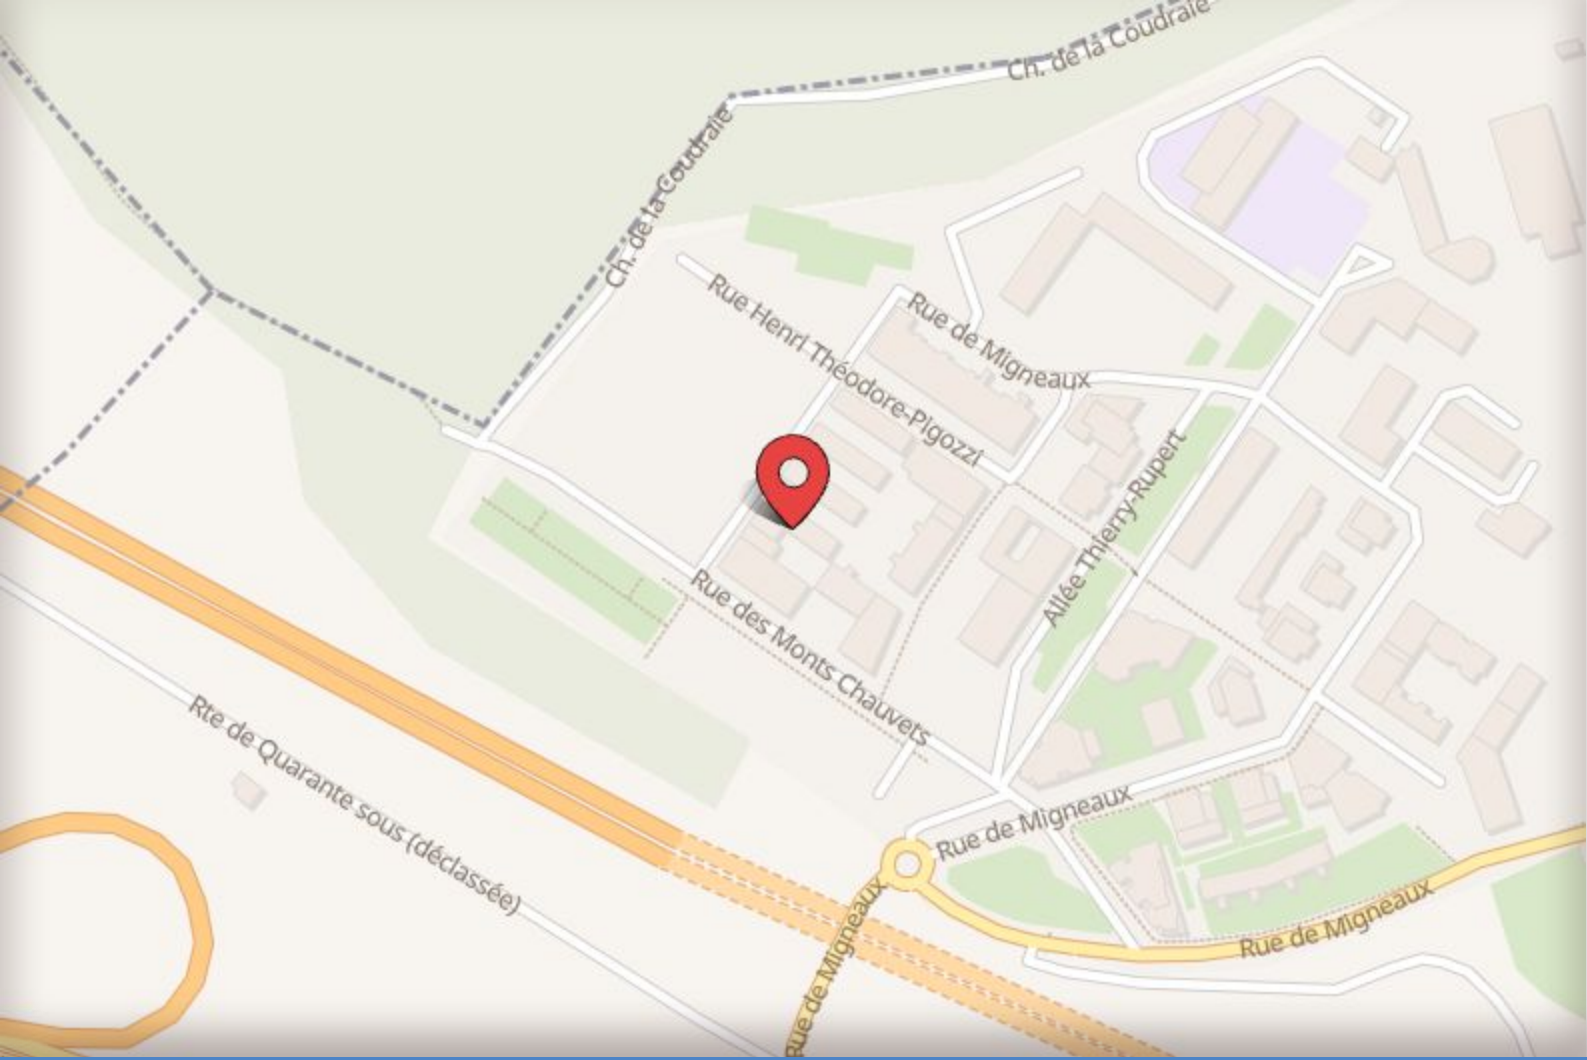 Ch. de la Coudraie
Ch. de la Coudraie
Rue Henri Théodore-Pigozzi
Rue de Migneaux
Allée Thierry-Rupert
Rue des Monts Chauvets
Rte de Quarante sous (déclassée)
Rue de Migneaux
Rue de Migneaux
Rue de Migneaux